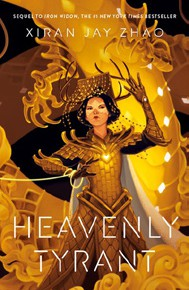 SEQUEL TO IRON WIDOW, THE #1 NEW YORK TIMES BESTSELLER
XIRAN JAY ZHAO
HEAVENLY
TYRANT